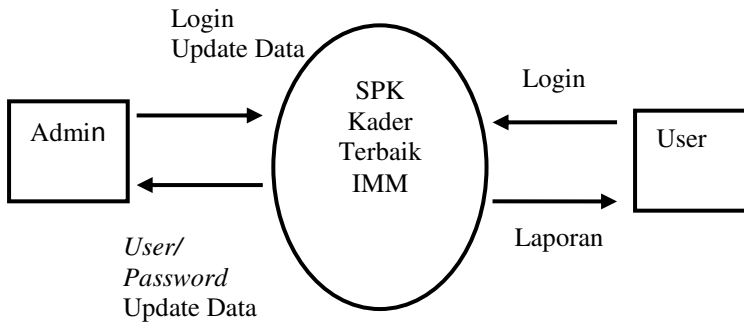 Login
Update Data
Admin
SPK
Kader
Terbaik
IMM
Login
User
Laporan
User/
Password
Update Data